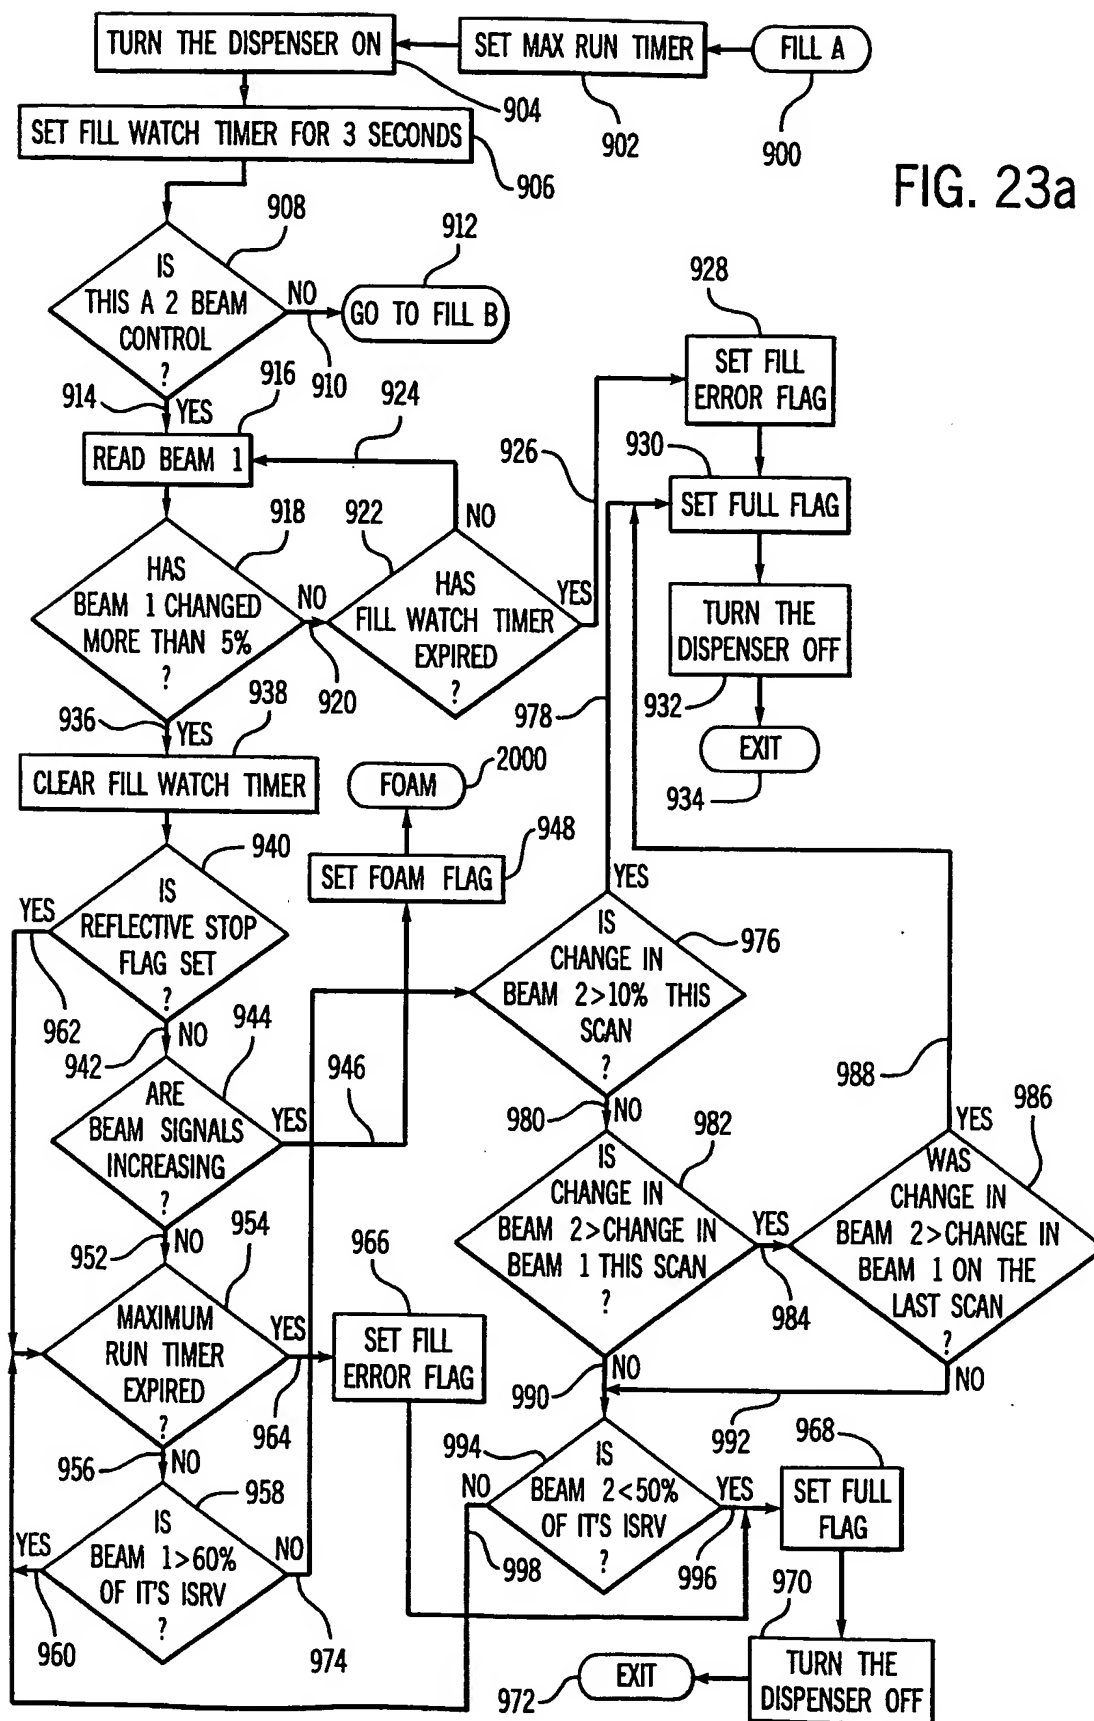 FILL A
900
SET MAX RUN TIMER
902
TURN THE DISPENSER ON
904
SET FILL WATCH TIMER FOR 3 SECONDS
906
FIG. 23a
908
IS
THIS A 2 BEAM
CONTROL
?
NO
910
912
GO TO FILL B
914
YES
916
READ BEAM 1
924
918
HAS
BEAM 1 CHANGED
MORE THAN 5%
?
NO
920
922
HAS
FILL WATCH TIMER
EXPIRED
?
NO
YES
926
928
SET FILL
ERROR FLAG
930
SET FULL FLAG
TURN THE
DISPENSER OFF
932
EXIT
934
936
YES
938
CLEAR FILL WATCH TIMER
940
IS
REFLECTIVE STOP
FLAG SET
?
YES
962
942
NO
944
ARE
BEAM SIGNALS
INCREASING
?
YES
946
SET FOAM FLAG
948
FOAM
2000
952
NO
954
MAXIMUM
RUN TIMER
EXPIRED
?
YES
964
966
SET FILL
ERROR FLAG
956
NO
958
IS
BEAM 1>60%
OF IT'S ISRV
?
YES
960
NO
974
978
YES
976
IS
CHANGE IN
BEAM 2>10% THIS
SCAN
?
980
NO
982
IS
CHANGE IN
BEAM 2>CHANGE IN
BEAM 1 THIS SCAN
?
YES
984
986
WAS
CHANGE IN
BEAM 2>CHANGE IN
BEAM 1 ON THE
LAST SCAN
?
YES
988
NO
992
990
NO
994
IS
BEAM 2<50%
OF IT'S ISRV
?
NO
998
YES
996
968
SET FULL
FLAG
970
TURN THE
DISPENSER OFF
EXIT
972